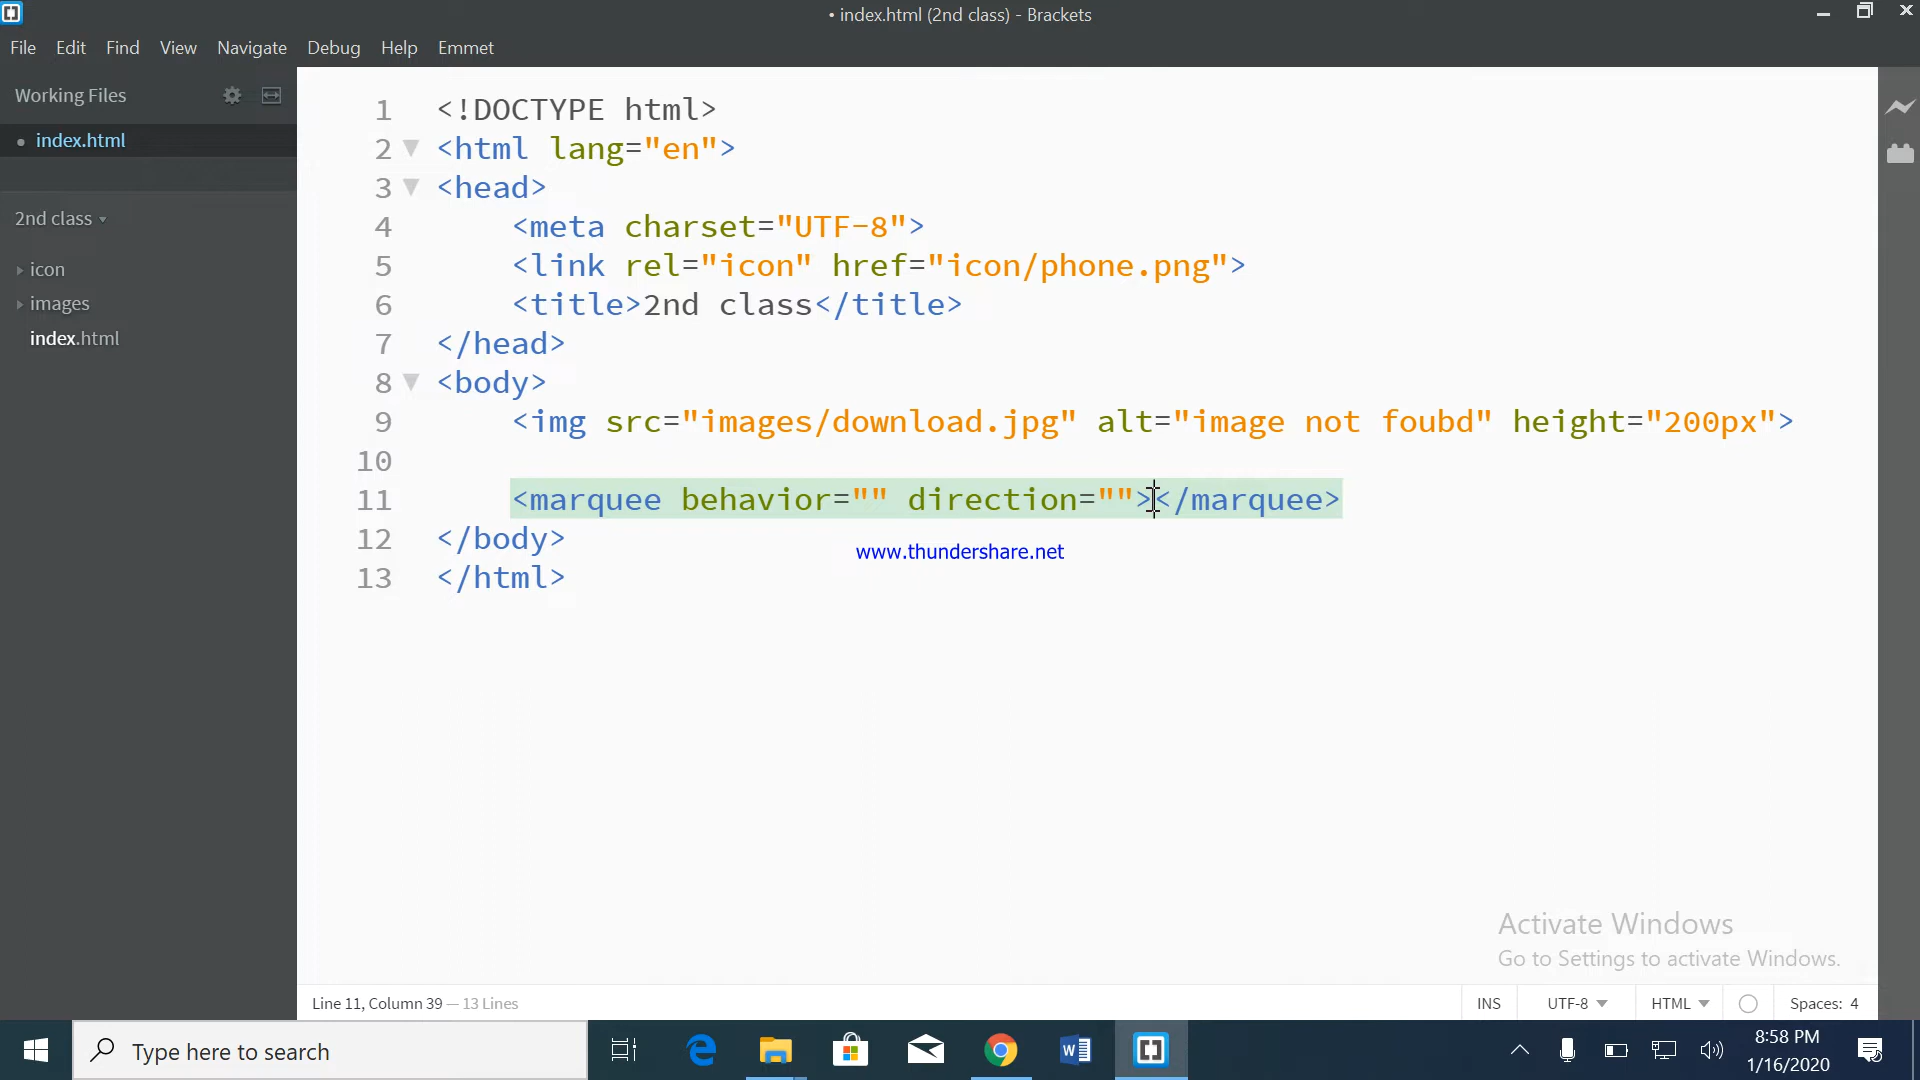 • index.html (2nd class) - Brackets
File Edit Find View Navigate Debug Help Emmet
Working Files
• index.html
2nd class
icon
images
index.html
1 <!DOCTYPE html>
2 <html lang="en">
3 <head>
4 <meta charset="UTF-8">
5 <link rel="icon" href="icon/phone.png">
6 <title>2nd class</title>
7 </head>
8 <body>
9 <img src="images/download.jpg" alt="image not foubd" height="200px">
10
11 <marquee behavior="" direction=""></marquee>
12 </body>
13 </html>
www.thundershare.net
Activate Windows
Go to Settings to activate Windows.
Line 11, Column 39 — 13 Lines
INS UTF-8 HTML Spaces: 4
Type here to search
8:58 PM
1/16/2020